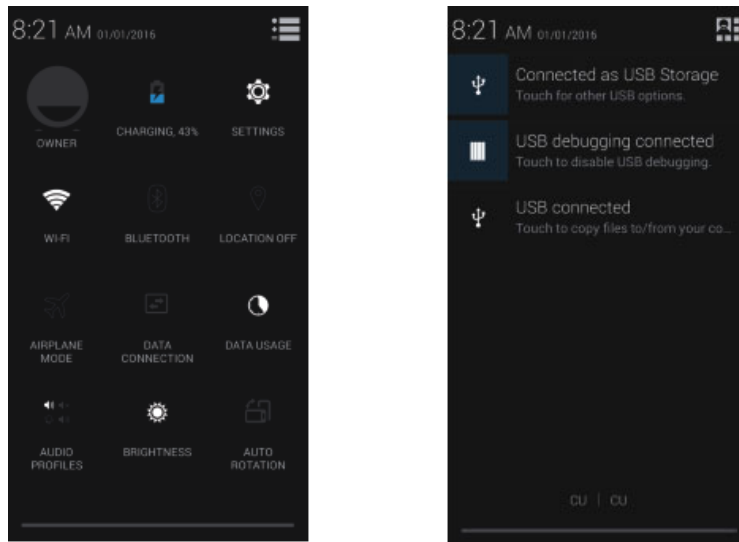 8:21 AM 01/01/2016
OWNER
CHARGING, 43%
SETTINGS
WI-FI
BLUETOOTH
LOCATION OFF
AIRPLANE
MODE
DATA
CONNECTION
DATA USAGE
AUDIO
PROFILES
BRIGHTNESS
AUTO
ROTATION
8:21 AM 01/01/2016
Connected as USB Storage
Touch for other USB options.
USB debugging connected
Touch to disable USB debugging.
USB connected
Touch to copy files to/from your co...
CU | CU